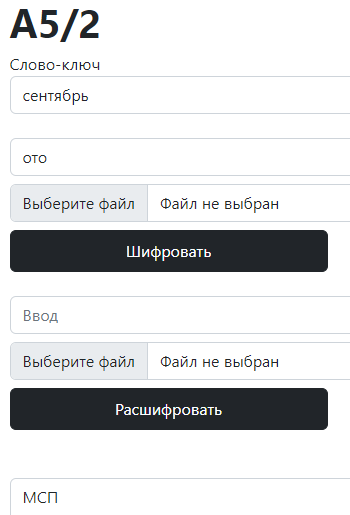 A5/2
Слово-ключ
сентябрь
ото
Выберите файл Файл не выбран
Шифровать
Ввод
Выберите файл Файл не выбран
Расшифровать
МСП